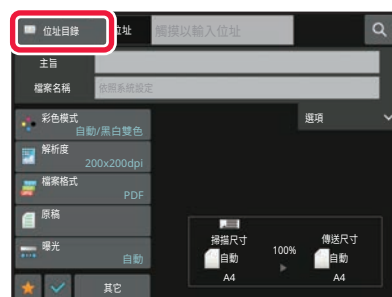 位址目錄
位址
觸摸以輸入位址
主旨
檔案名稱
依照系統設定
彩色模式
自動/黑白雙色
選項
解析度
200x200dpi
檔案格式
PDF
原稿
掃描尺寸
自動
A4
100%
傳送尺寸
自動
A4
曝光
自動
其它